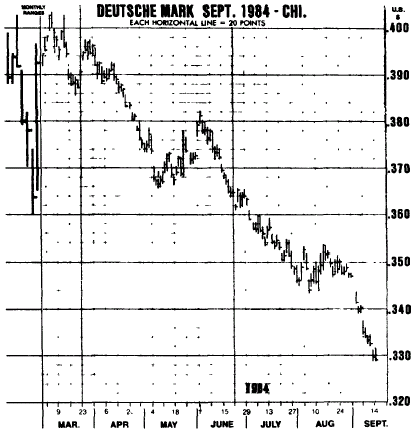 DEUTSCHE MARK SEPT. 1984 - CHI.
EACH HORIZONTAL LINE = 20 POINTS
MONTHLY
RANGES
U.S.
$
.400
.390
.380
.370
.360
.350
.340
.330
.320
1984
9 23 6 2 4 18 1 15 29 13 27 10 24 14
MAR. APR MAY JUNE JULY AUG SEPT.